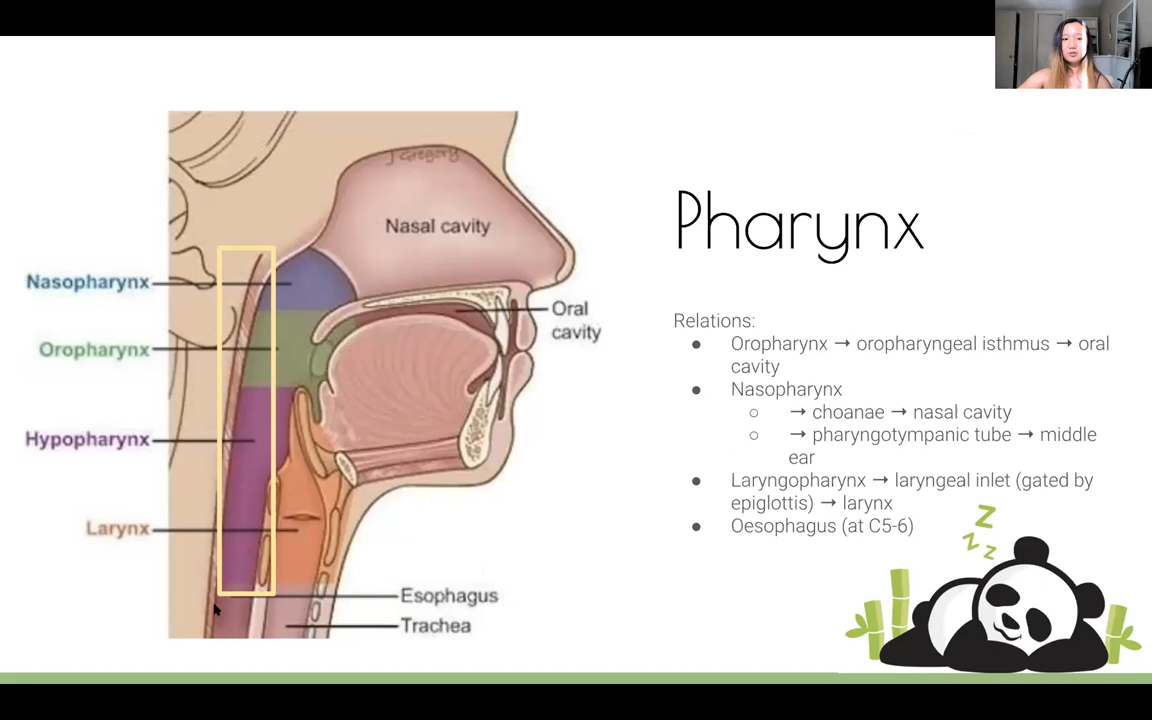 Pharynx
J Gregory
Nasal cavity
Nasopharynx
Oral
cavity
Oropharynx
Hypopharynx
Larynx
Esophagus
Trachea
Relations:
● Oropharynx → oropharyngeal isthmus → oral
cavity
● Nasopharynx
○ → choanae → nasal cavity
○ → pharyngotympanic tube → middle
ear
● Laryngopharynx → laryngeal inlet (gated by
epiglottis) → larynx
● Oesophagus (at C5-6)
Z
Z
Z